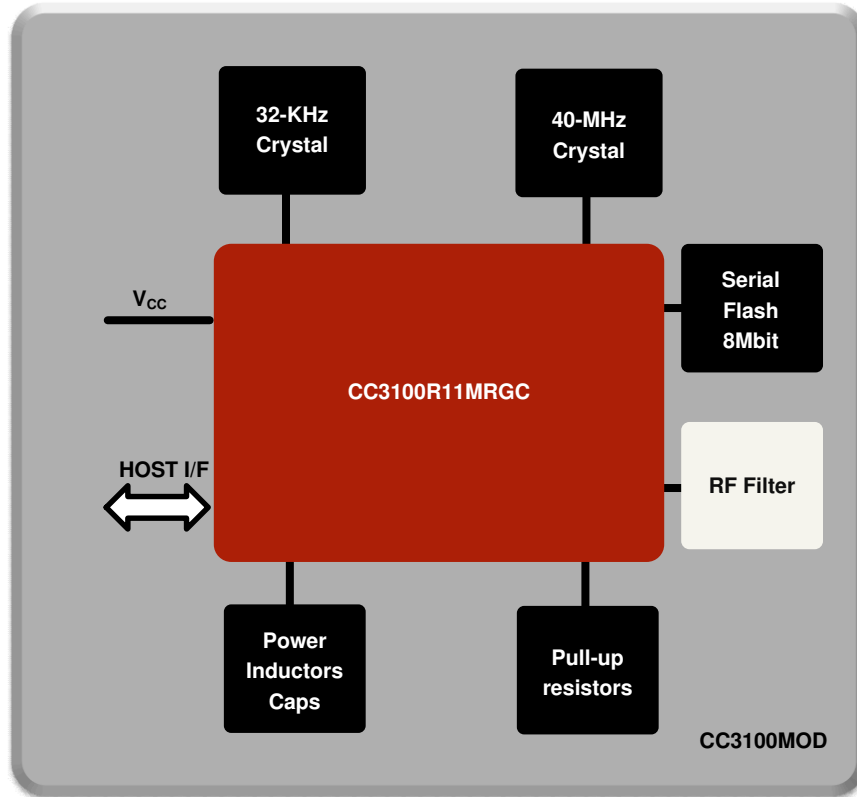 32-KHz
Crystal
40-MHz
Crystal
Serial
Flash
8Mbit
VCC
CC3100R11MRGC
HOST I/F
RF Filter
Power
Inductors
Caps
Pull-up
resistors
CC3100MOD